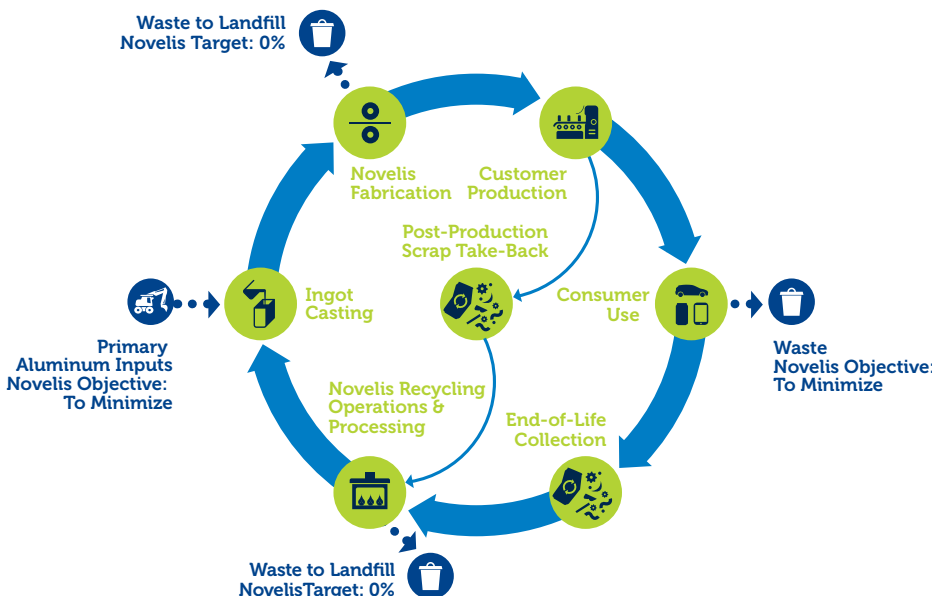 Waste to Landfill
Novelis Target: 0%
Novelis
Fabrication
Customer
Production
Post-Production
Scrap Take-Back
Ingot
Casting
Consumer
Use
Primary
Aluminum Inputs
Novelis Objective:
To Minimize
Waste
Novelis Objective:
To Minimize
Novelis Recycling
Operations &
Processing
End-of-Life
Collection
Waste to Landfill
NovelisTarget: 0%